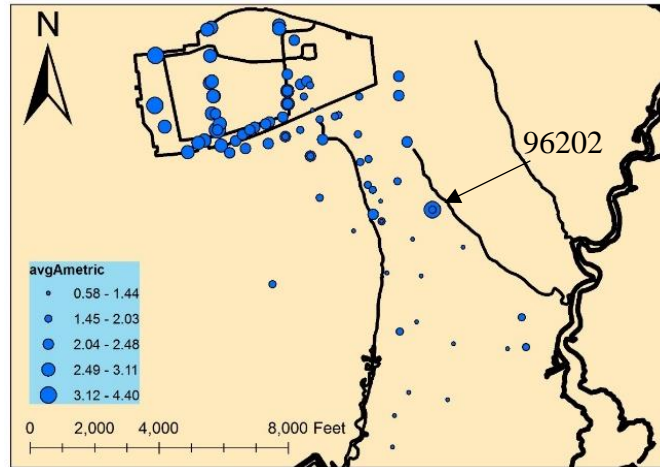 N
96202
avgAmetric
0.58 - 1.44
1.45 - 2.03
2.04 - 2.48
2.49 - 3.11
3.12 - 4.40
0 2,000 4,000 8,000 Feet